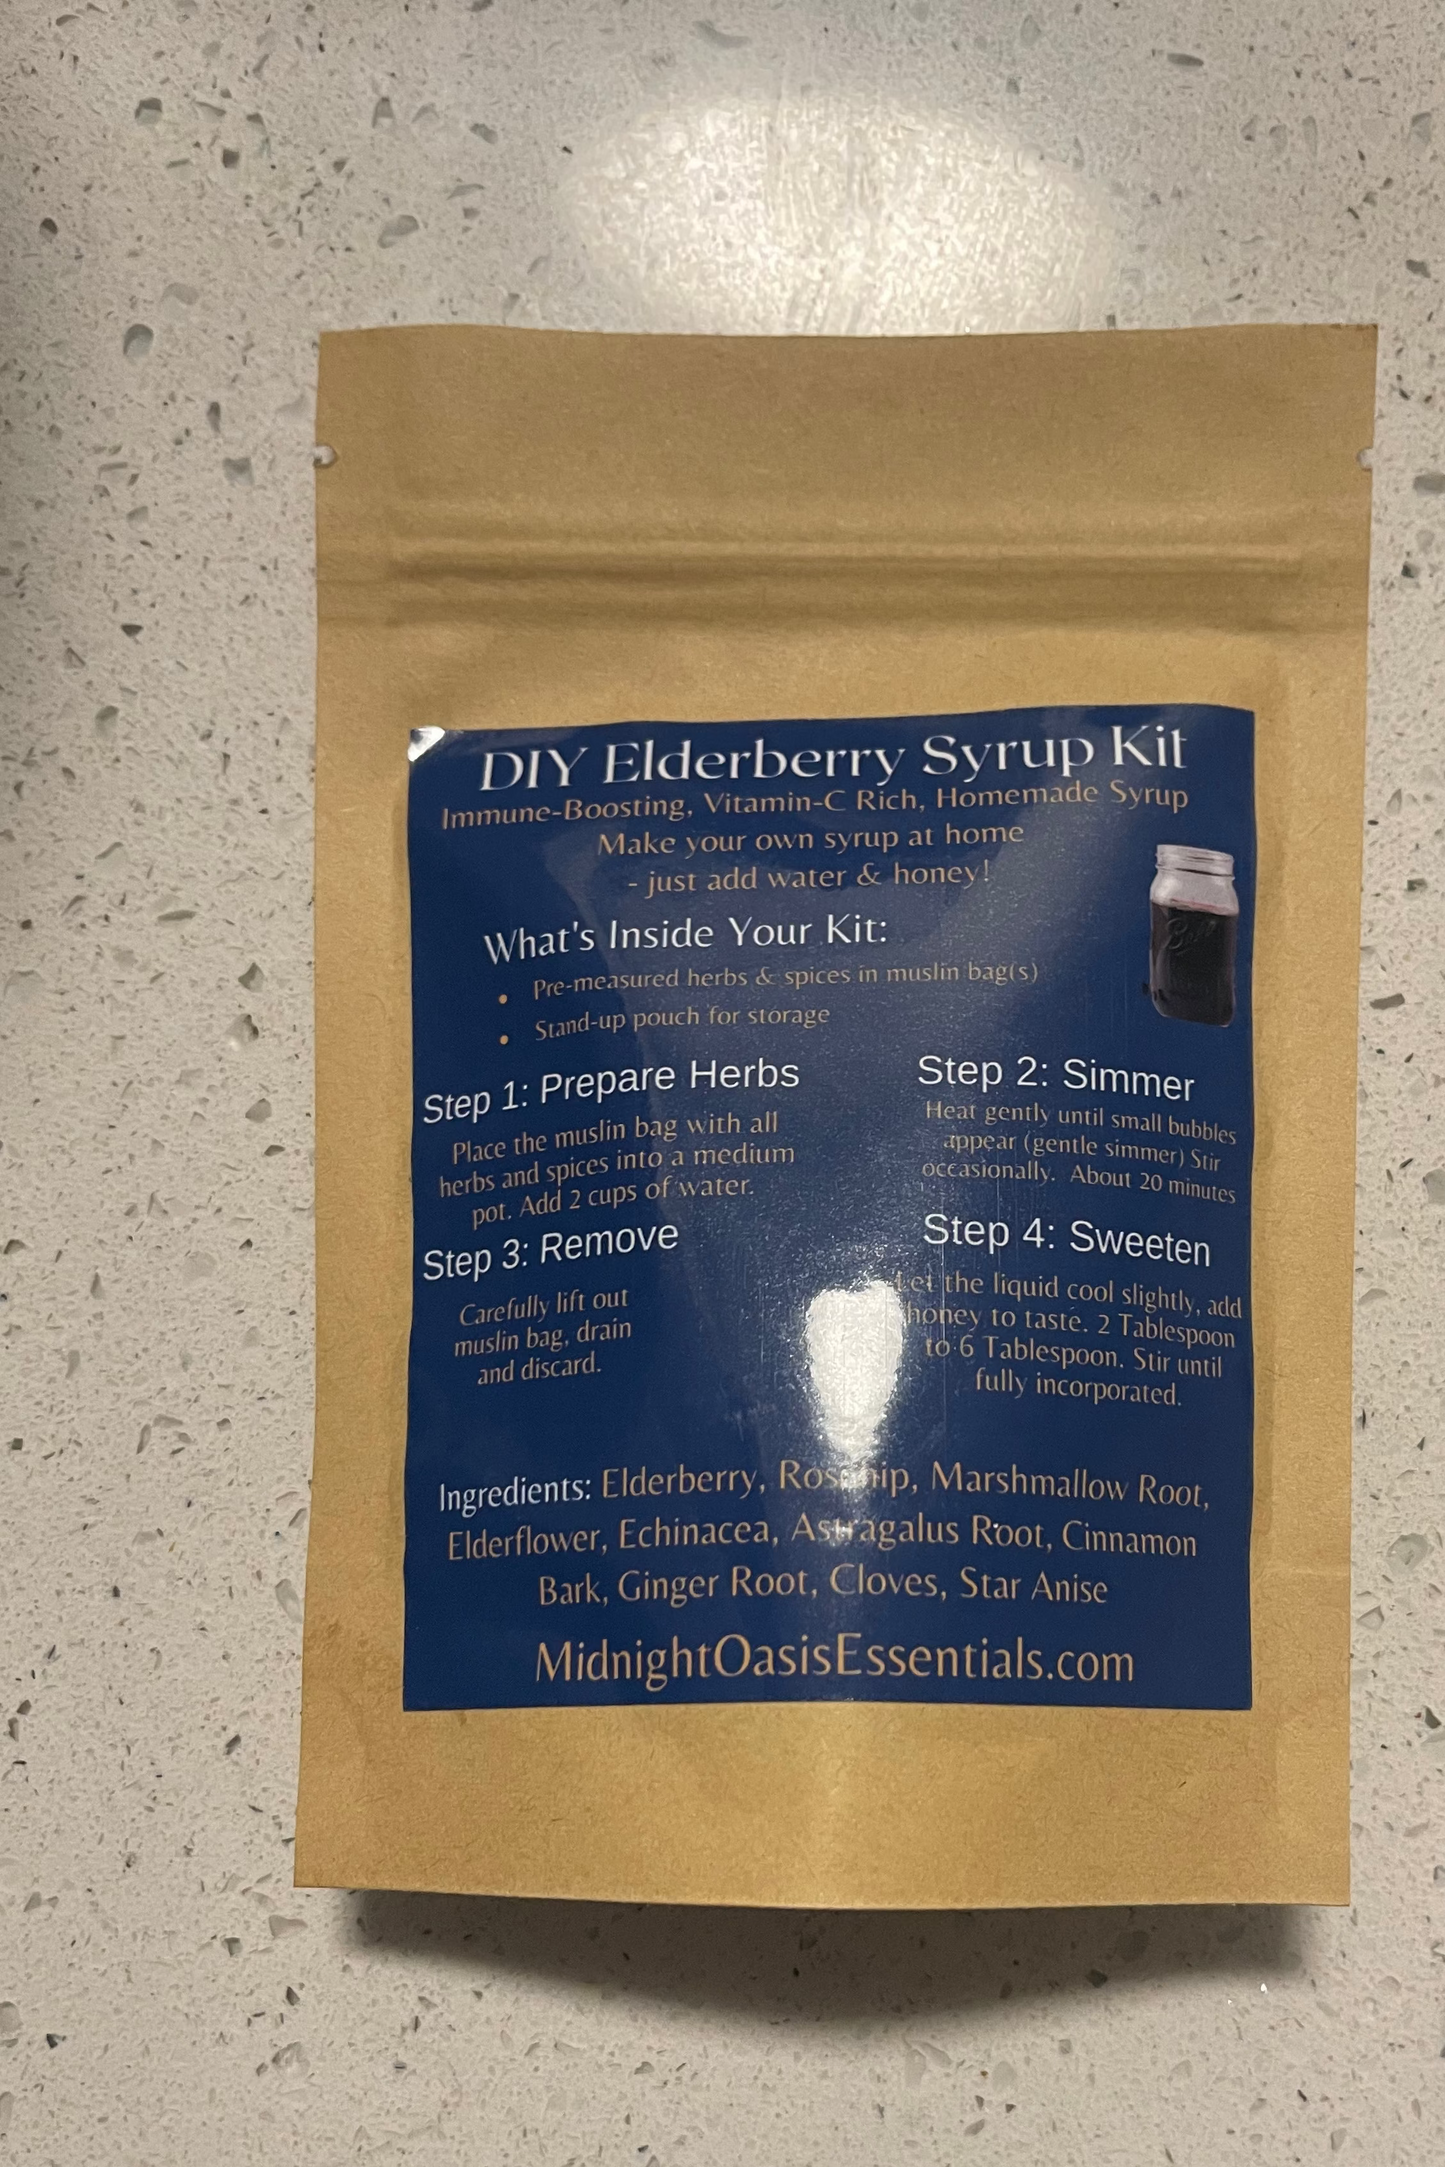 DIY Elderberry Syrup Kit
Immune-Boosting, Vitamin-C Rich, Homemade Syrup
Make your own syrup at home
- just add water & honey!
What's Inside Your Kit:
• Pre-measured herbs & spices in muslin bag(s)
• Stand-up pouch for storage
Step 1: Prepare Herbs
Place the muslin bag with all
herbs and spices into a medium
pot. Add 2 cups of water.
Step 2: Simmer
Heat gently until small bubbles
appear (gentle simmer) Stir
occasionally. About 20 minutes
Step 3: Remove
Carefully lift out
muslin bag, drain
and discard.
Step 4: Sweeten
Let the liquid cool slightly, add
honey to taste. 2 Tablespoon
to 6 Tablespoon. Stir until
fully incorporated.
Ingredients: Elderberry, Rosehip, Marshmallow Root,
Elderflower, Echinacea, Astragalus Root, Cinnamon
Bark, Ginger Root, Cloves, Star Anise
MidnightOasisEssentials.com
Ball